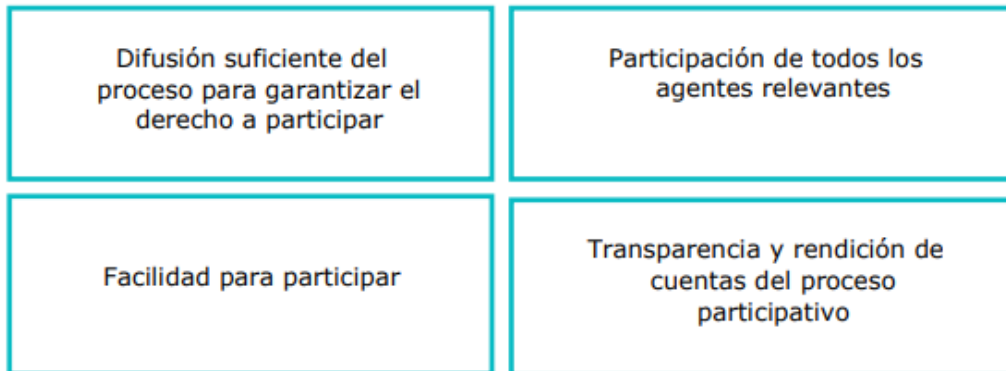 Difusión suficiente del
proceso para garantizar el
derecho a participar
Participación de todos los
agentes relevantes
Facilidad para participar
Transparencia y rendición de
cuentas del proceso
participativo